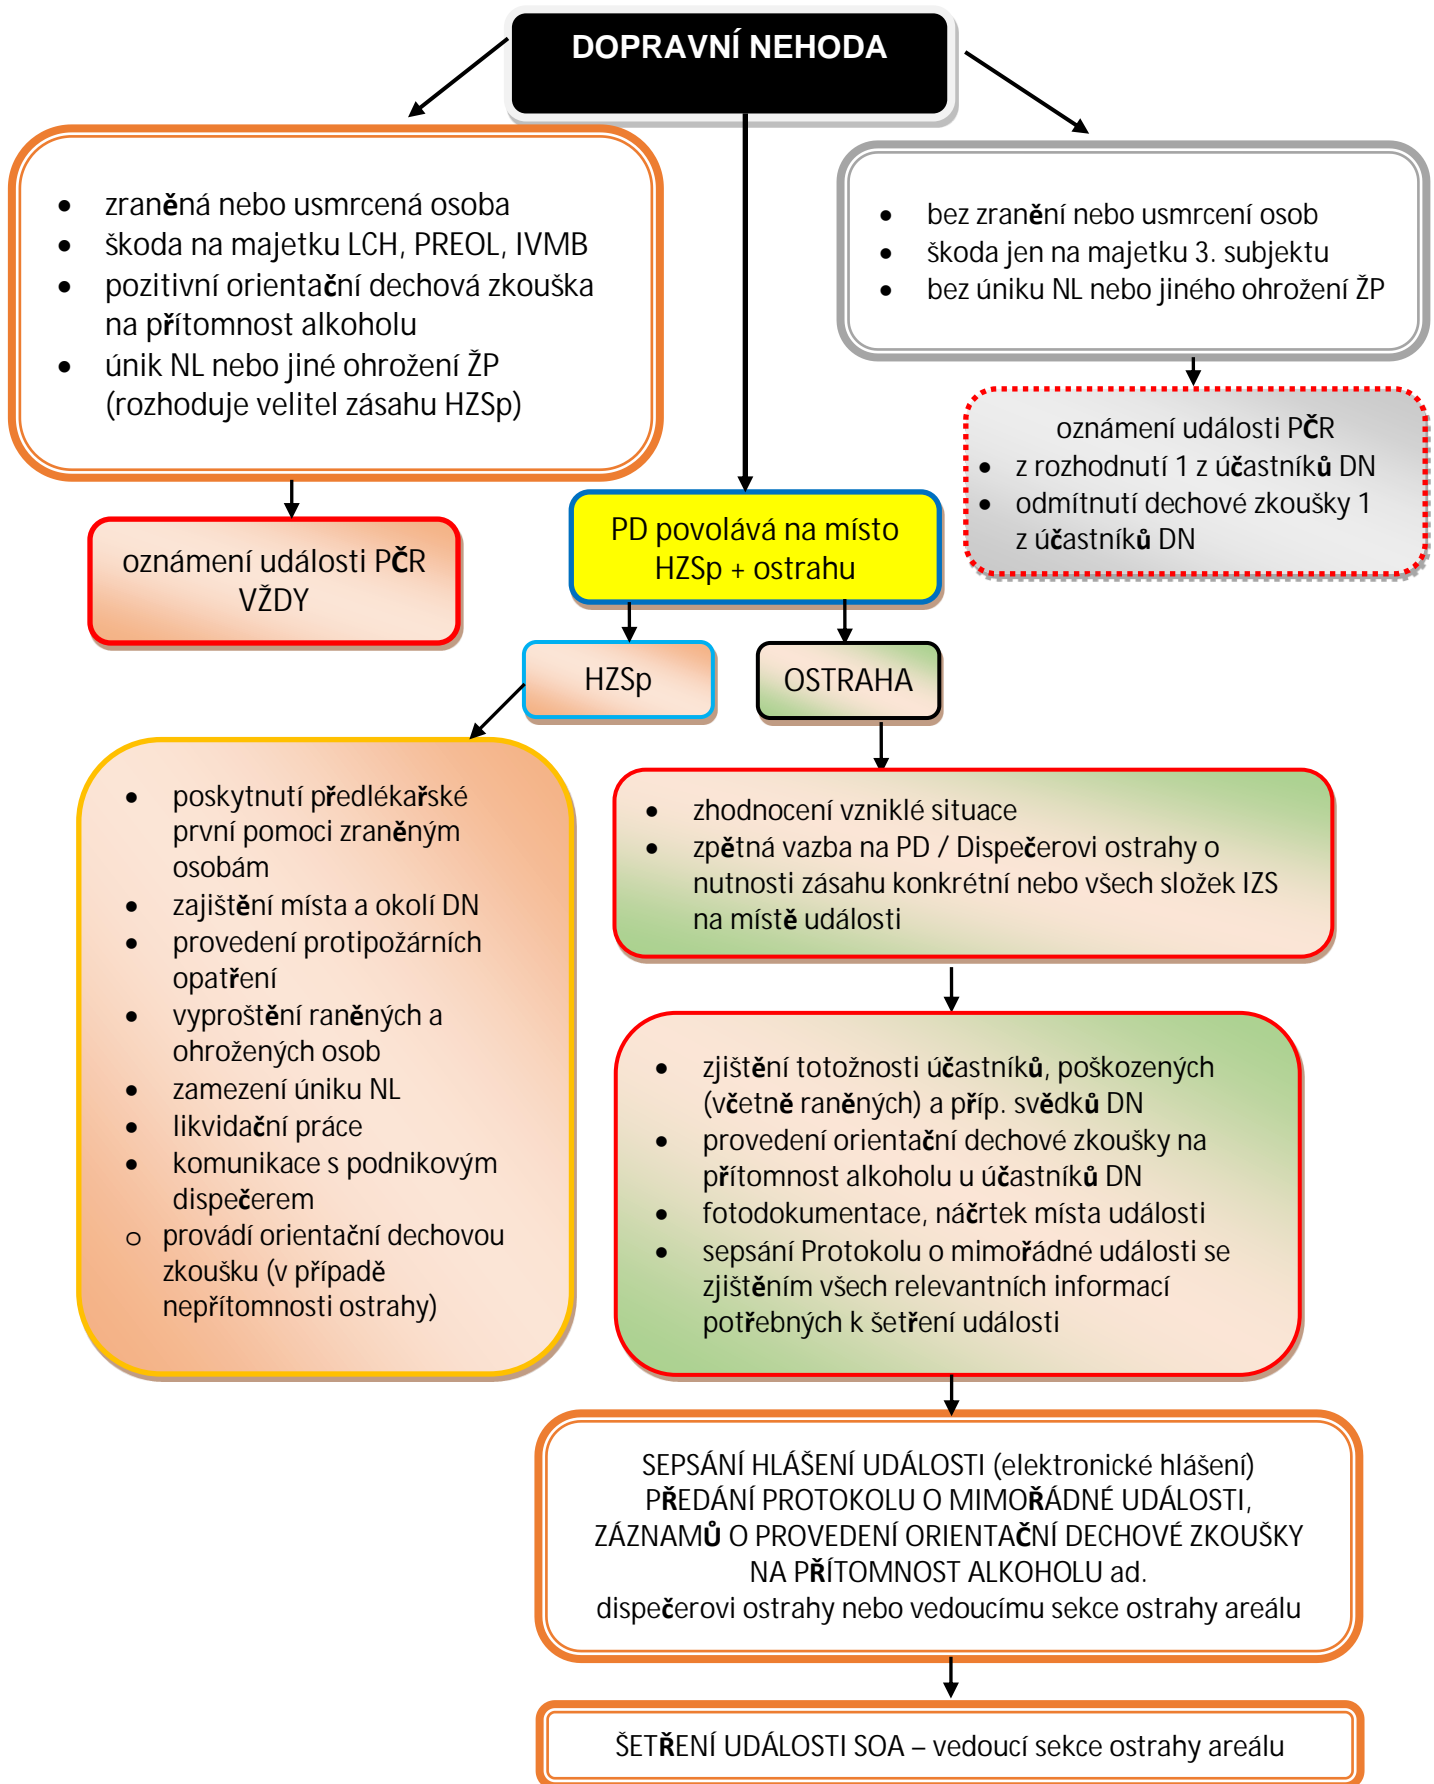 DOPRAVNÍ NEHODA
• zraněná nebo usmrcená osoba
• škoda na majetku LCH, PREOL, IVMB
• pozitivní orientační dechová zkouška
na přítomnost alkoholu
• únik NL nebo jiné ohrožení ŽP
(rozhoduje velitel zásahu HZSp)
• bez zranění nebo usmrcení osob
• škoda jen na majetku 3. subjektu
• bez úniku NL nebo jiného ohrožení ŽP
oznámení události PČR
• z rozhodnutí 1 z účastníků DN
• odmítnutí dechové zkoušky 1
z účastníků DN
oznámení události PČR
VŽDY
PD povolává na místo
HZSp + ostrahu
HZSp
OSTRAHA
• poskytnutí předlékařské
první pomoci zraněným
osobám
• zajištění místa a okolí DN
• provedení protipožárních
opatření
• vyproštění raněných a
ohrožených osob
• zamezení úniku NL
• likvidační práce
• komunikace s podnikovým
dispečerem
o provádí orientační dechovou
zkoušku (v případě
nepřítomnosti ostrahy)
• zhodnocení vzniklé situace
• zpětná vazba na PD / Dispečerovi ostrahy o
nutnosti zásahu konkrétní nebo všech složek IZS
na místě události
• zjištění totožnosti účastníků, poškozených
(včetně raněných) a příp. svědků DN
• provedení orientační dechové zkoušky na
přítomnost alkoholu u účastníků DN
• fotodokumentace, náčrtek místa události
• sepsání Protokolu o mimořádné události se
zjištěním všech relevantních informací
potřebných k šetření události
SEPSÁNÍ HLÁŠENÍ UDÁLOSTI (elektronické hlášení)
PŘEDÁNÍ PROTOKOLU O MIMOŘÁDNÉ UDÁLOSTI,
ZÁZNAMŮ O PROVEDENÍ ORIENTAČNÍ DECHOVÉ ZKOUŠKY
NA PŘÍTOMNOST ALKOHOLU ad.
dispečerovi ostrahy nebo vedoucímu sekce ostrahy areálu
ŠETŘENÍ UDÁLOSTI SOA – vedoucí sekce ostrahy areálu